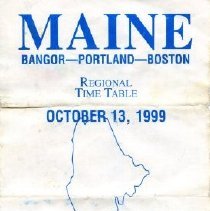 MAINE
BANGOR—PORTLAND—BOSTON
REGIONAL
TIME TABLE
OCTOBER 13, 1999